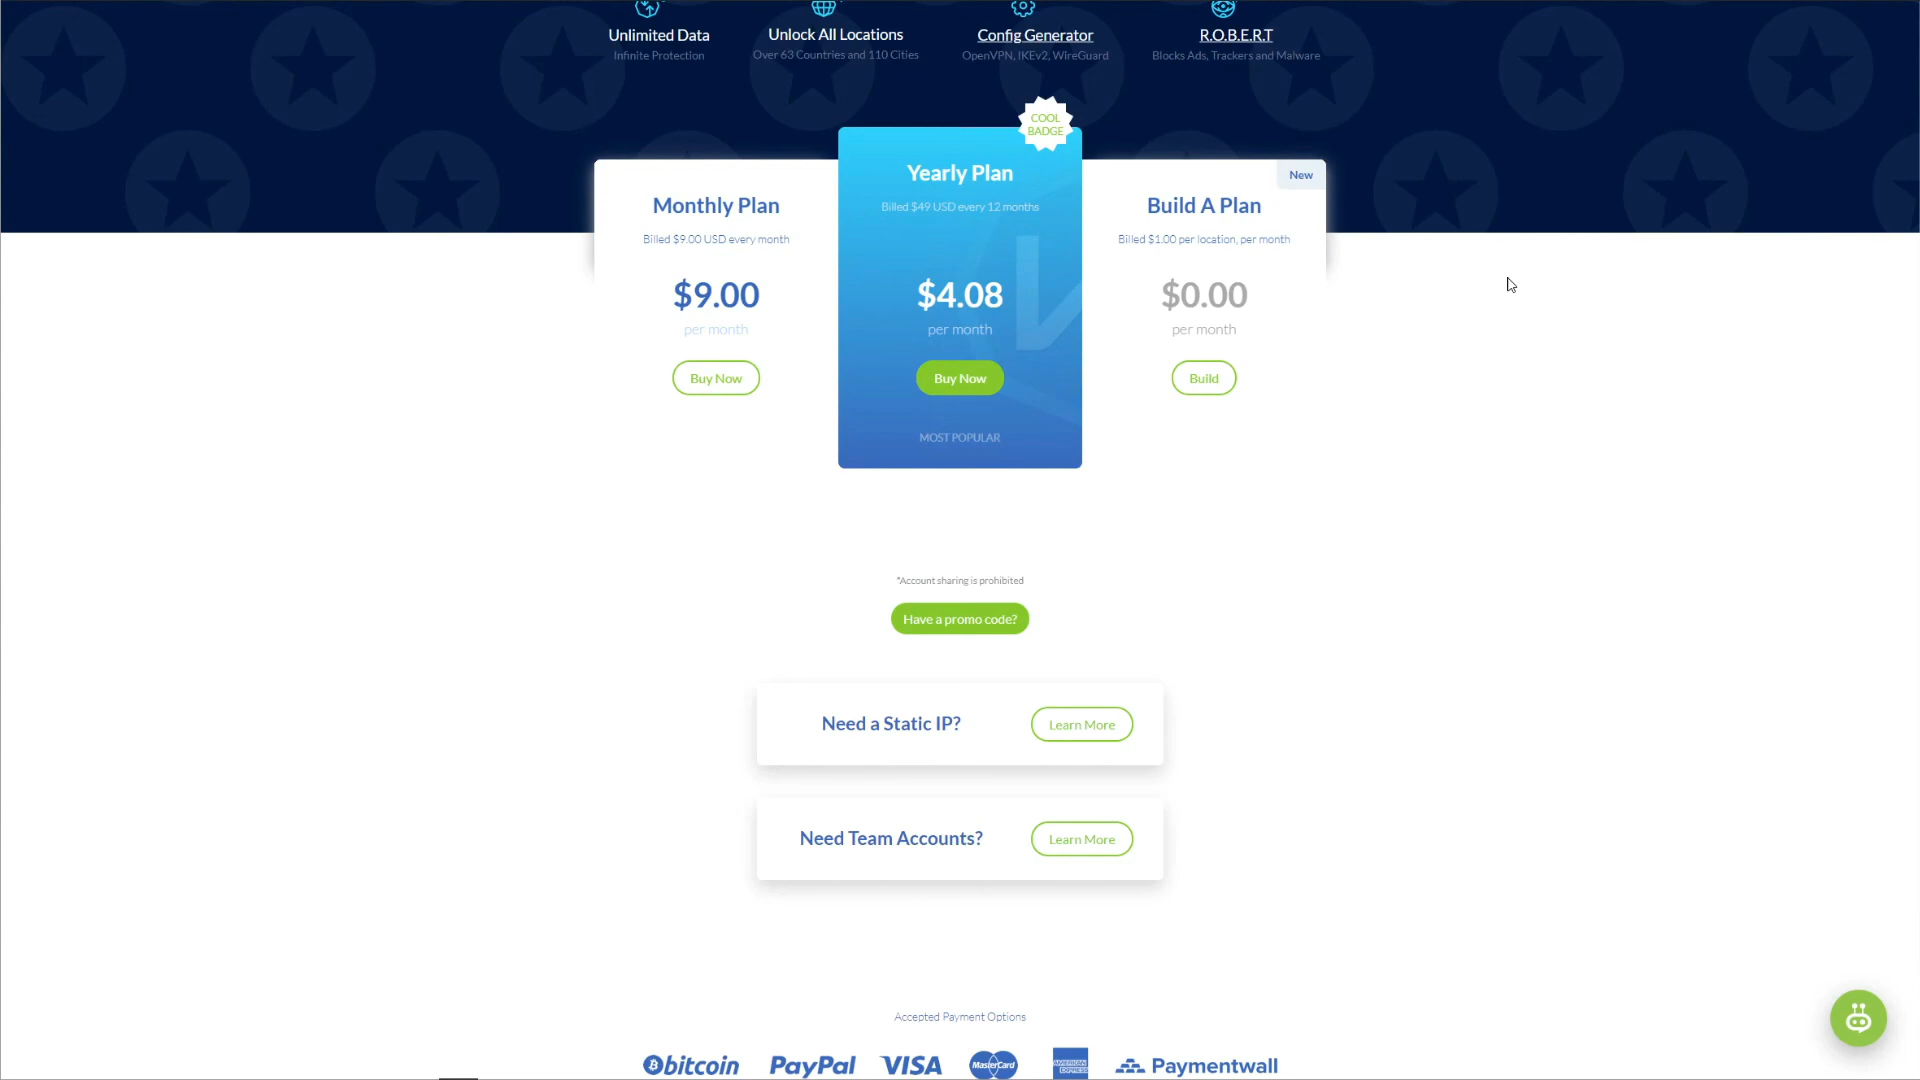 Unlimited Data
Infinite Protection
Unlock All Locations
Over 63 Countries and 110 Cities
Config Generator
OpenVPN, IKEv2, WireGuard
R.O.B.E.R.T
Blocks Ads, Trackers and Malware
COOL
BADGE
Monthly Plan
Billed $9.00 USD every month
$9.00
per month
Buy Now
Yearly Plan
Billed $49 USD every 12 months
$4.08
per month
Buy Now
MOST POPULAR
New
Build A Plan
Billed $1.00 per location, per month
$0.00
per month
Build
*Account sharing is prohibited
Have a promo code?
Need a Static IP?
Learn More
Need Team Accounts?
Learn More
Accepted Payment Options
bitcoin
PayPal
VISA
MasterCard
AMERICAN
EXPRESS
Paymentwall